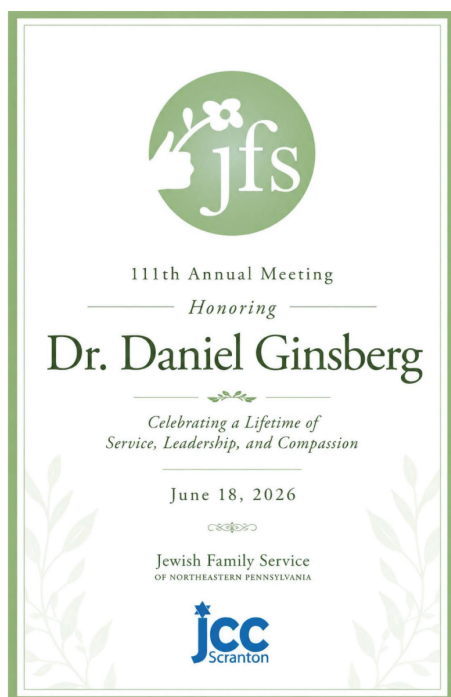 jfs
111th Annual Meeting
Honoring
Dr. Daniel Ginsberg
Celebrating a Lifetime of
Service, Leadership, and Compassion
June 18, 2026
Jewish Family Service
OF NORTHEASTERN PENNSYLVANIA
jcc
Scranton